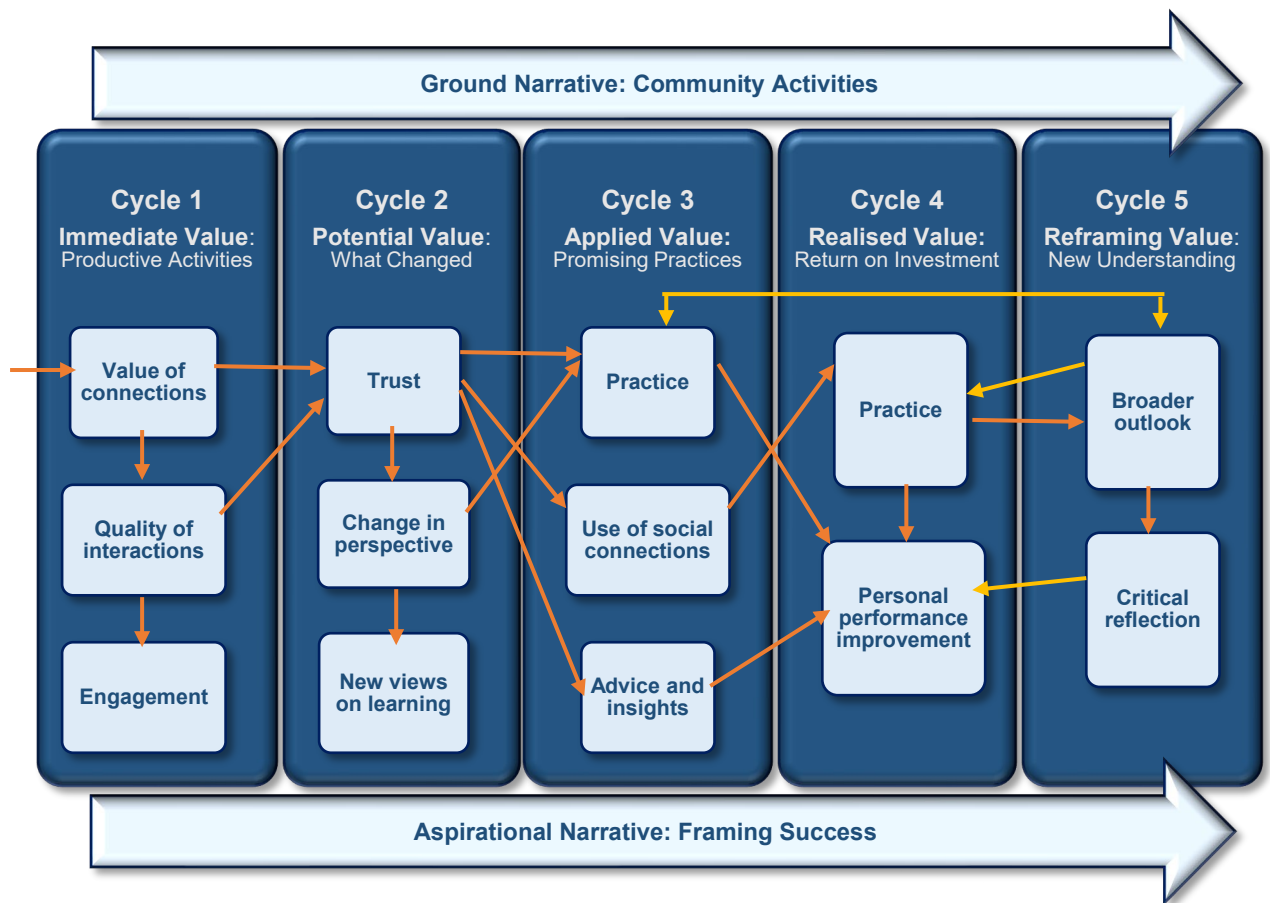 Ground Narrative: Community Activities
Cycle 1
Immediate Value:
Productive Activities
Value of
connections
Quality of
interactions
Engagement
Cycle 2
Potential Value:
What Changed
Trust
Change in
perspective
New views
on learning
Cycle 3
Applied Value:
Promising Practices
Practice
Use of social
connections
Advice and
insights
Cycle 4
Realised Value:
Return on Investment
Practice
Personal
performance
improvement
Cycle 5
Reframing Value:
New Understanding
Broader
outlook
Critical
reflection
Aspirational Narrative: Framing Success